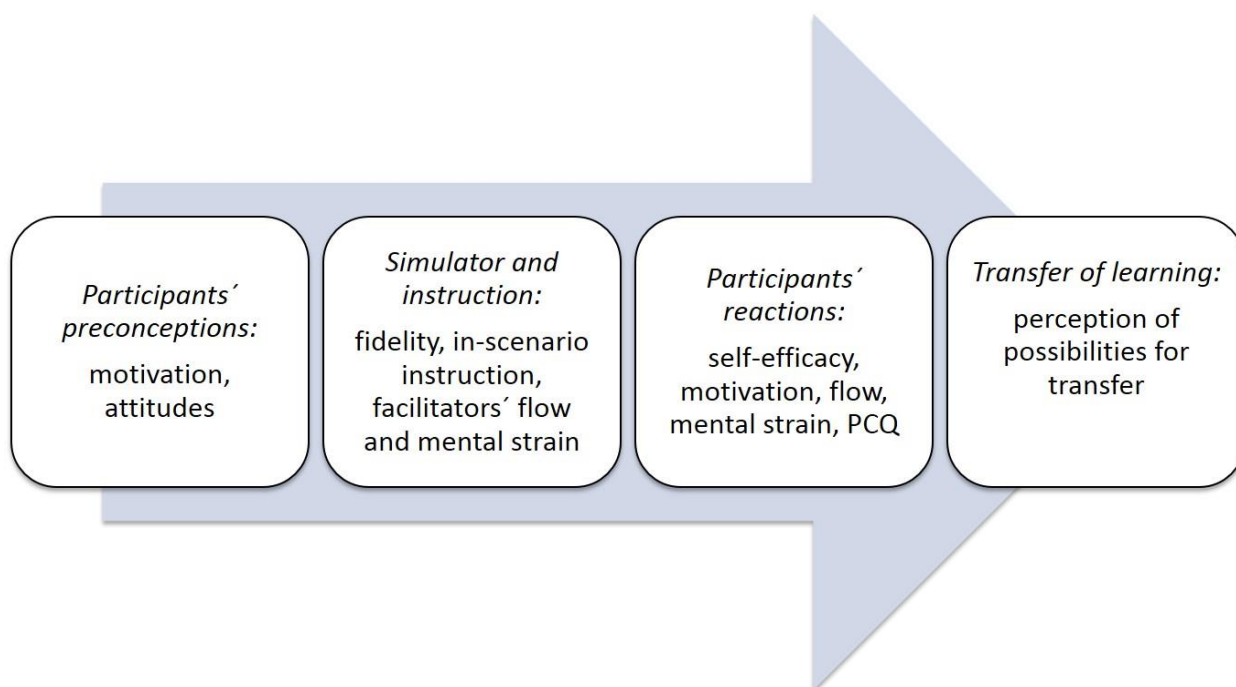 Participants´
preconceptions:
motivation,
attitudes
Simulator and
instruction:
fidelity, in-scenario
instruction,
facilitators´ flow
and mental strain
Participants´
reactions:
self-efficacy,
motivation, flow,
mental strain, PCQ
Transfer of learning:
perception of
possibilities for
transfer